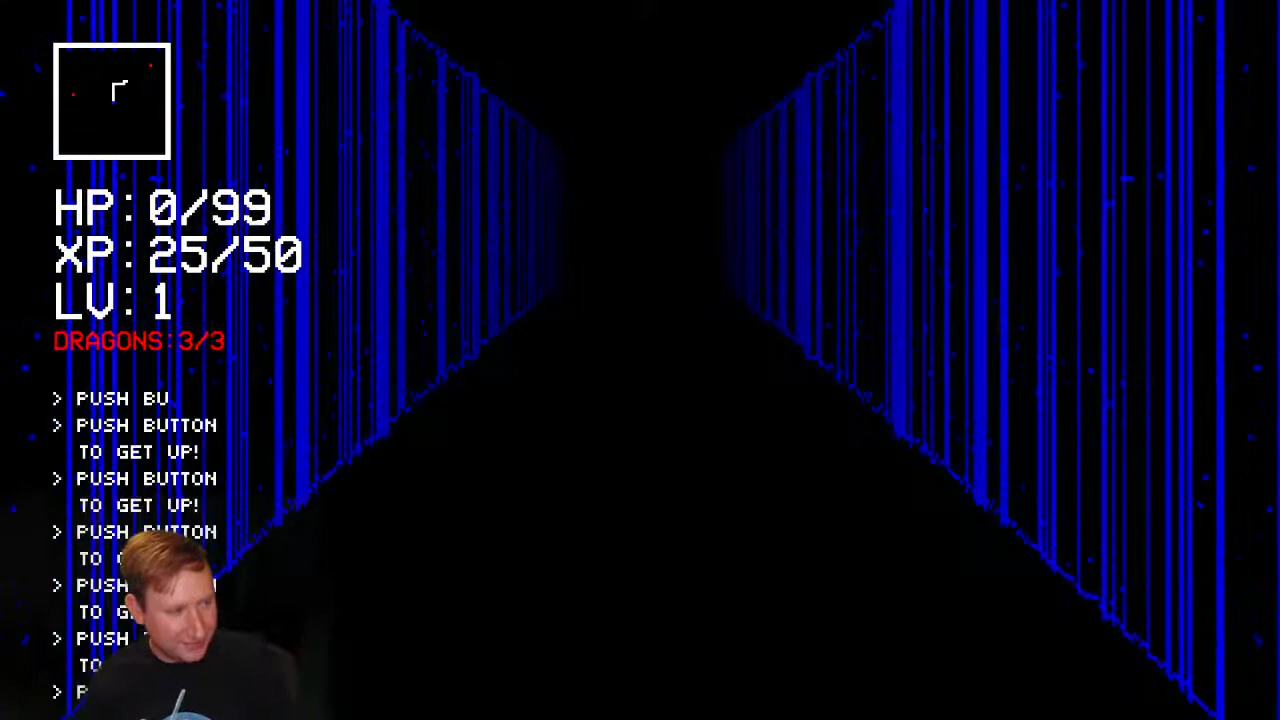 HP:0/99
XP:25/50
LV:1
DRAGONS:3/3
> PUSH BU
> PUSH BUTTON
TO GET UP!
> PUSH BUTTON
TO GET UP!
> PUSH BUTTON
TO
> PUSH
TO
> PUSH
TO
>